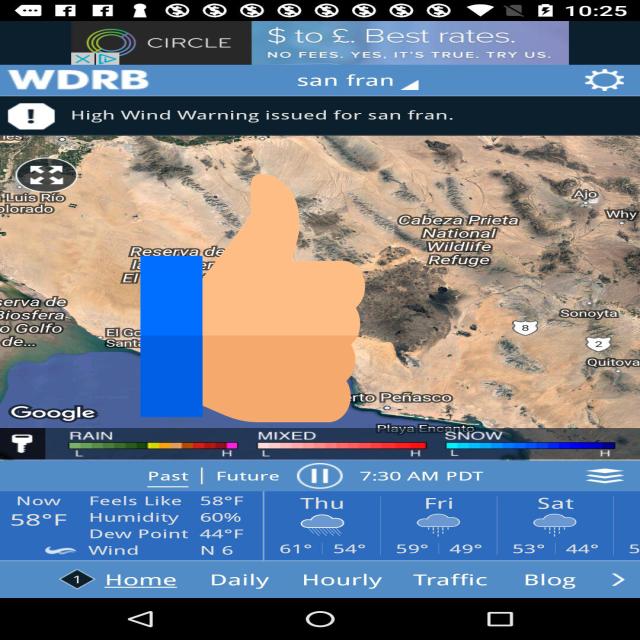 10:25
CIRCLE
$ to £. Best rates.
NO FEES. YES, IT'S TRUE. TRY US.
WDRB
san fran
High Wind Warning issued for san fran.
Luis Río
olorado
Ajo
Why
Cabeza Prieta
National
Wildlife
Refuge
Reserva de
la
El
serva de
Biosfera
o Golfo
de...
El Go
Santa
8
Sonoyta
2
Quitova
rto Peñasco
Playa Encanto
Google
RAIN
L H
MIXED
L H
SNOW
L H
Past | Future
7:30 AM PDT
Now
58°F
Feels Like 58°F
Humidity 60%
Dew Point 44°F
Wind N 6
Thu
61° 54°
Fri
59° 49°
Sat
53° 44°
5
1 Home Daily Hourly Traffic Blog >